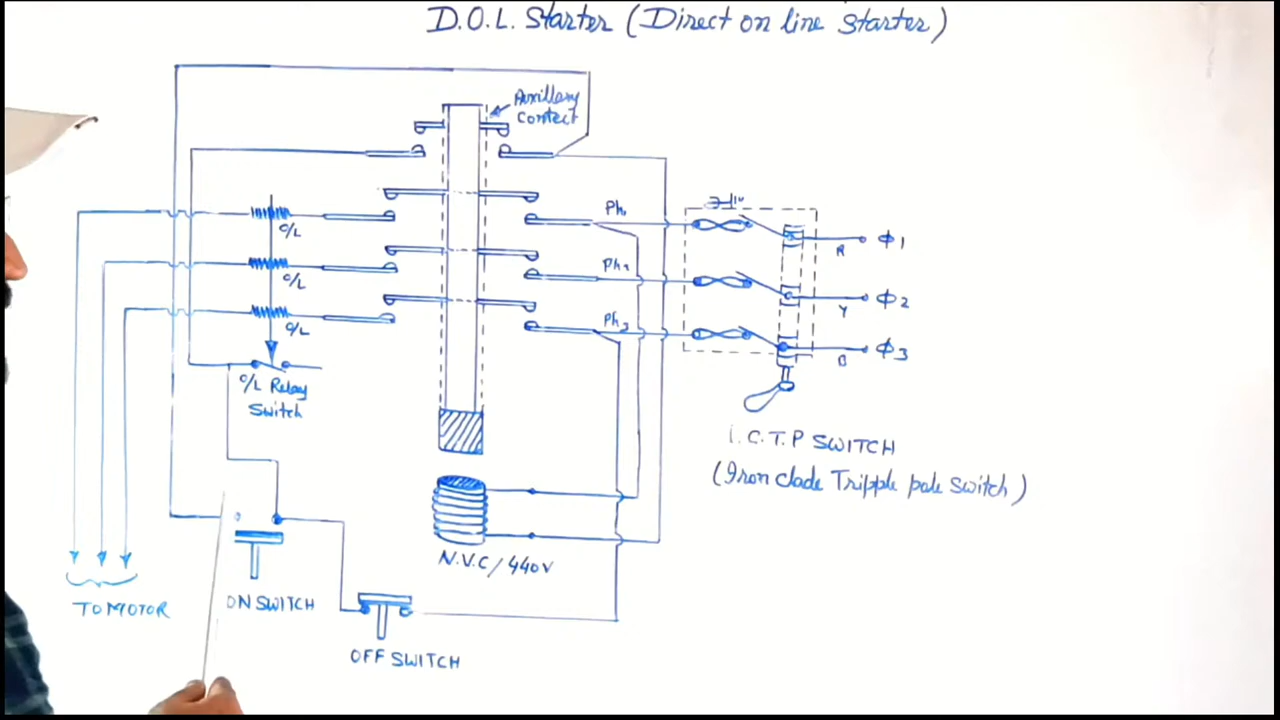 D.O.L. Starter (Direct on line Starter)
Auxillary
Contect
Ph1
R
Φ1
O/L
Ph2
Y
Φ2
O/L
Ph3
B
Φ3
O/L
O/L Relay
Switch
I.C.T.P SWITCH
(Iron clade Tripple pole Switch)
N.V.C/440V
TO MOTOR
ON SWITCH
OFF SWITCH